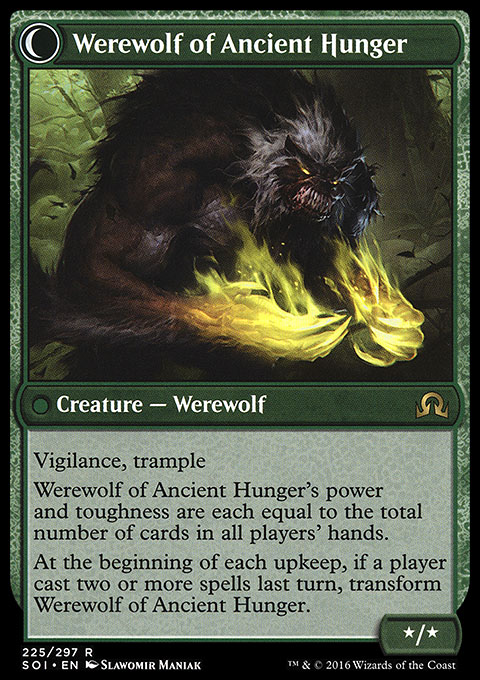 Werewolf of Ancient Hunger
Creature — Werewolf
Vigilance, trample
Werewolf of Ancient Hunger's power
and toughness are each equal to the total
number of cards in all players' hands.
At the beginning of each upkeep, if a player
cast two or more spells last turn, transform
Werewolf of Ancient Hunger.
★/★
225/297 R
SOI • EN Slawomir Maniak
™ & © 2016 Wizards of the Coast